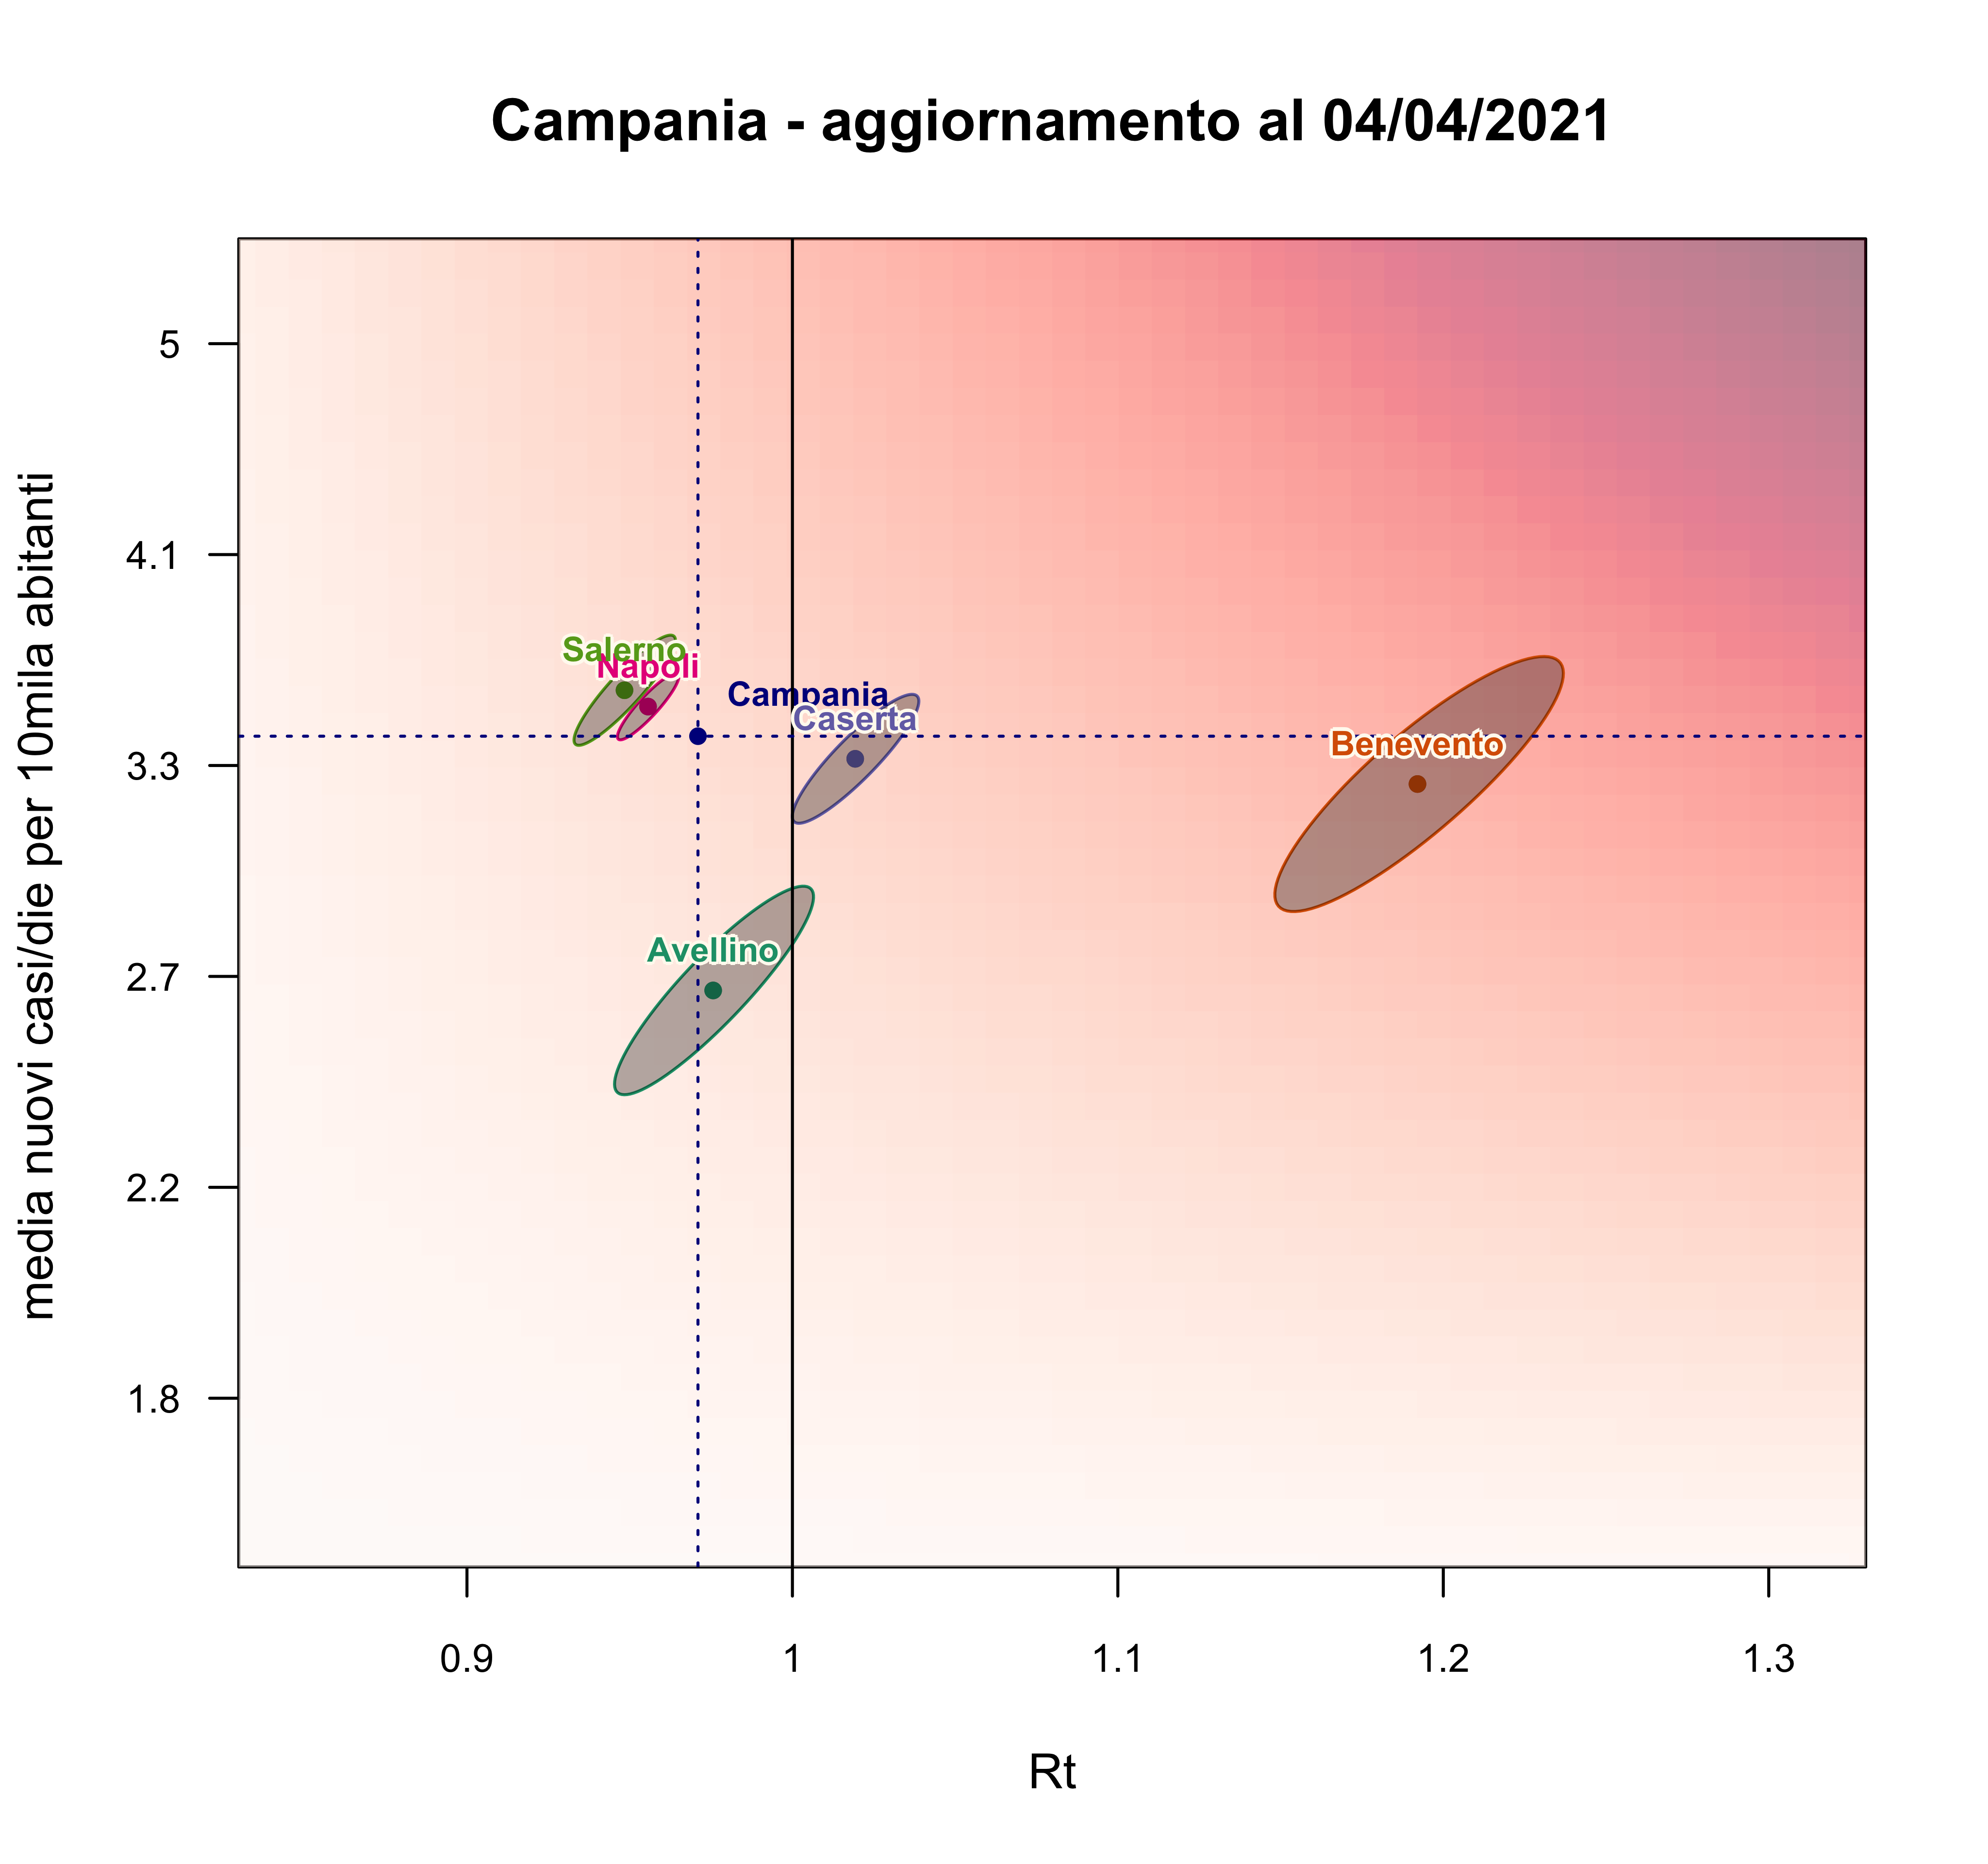 Campania - aggiornamento al 04/04/2021
media nuovi casi/die per 10mila abitanti
5
4.1
3.3
2.7
2.2
1.8
Salerno
Napoli
Campania
Caserta
Benevento
Avellino
0.9
1
1.1
1.2
1.3
Rt